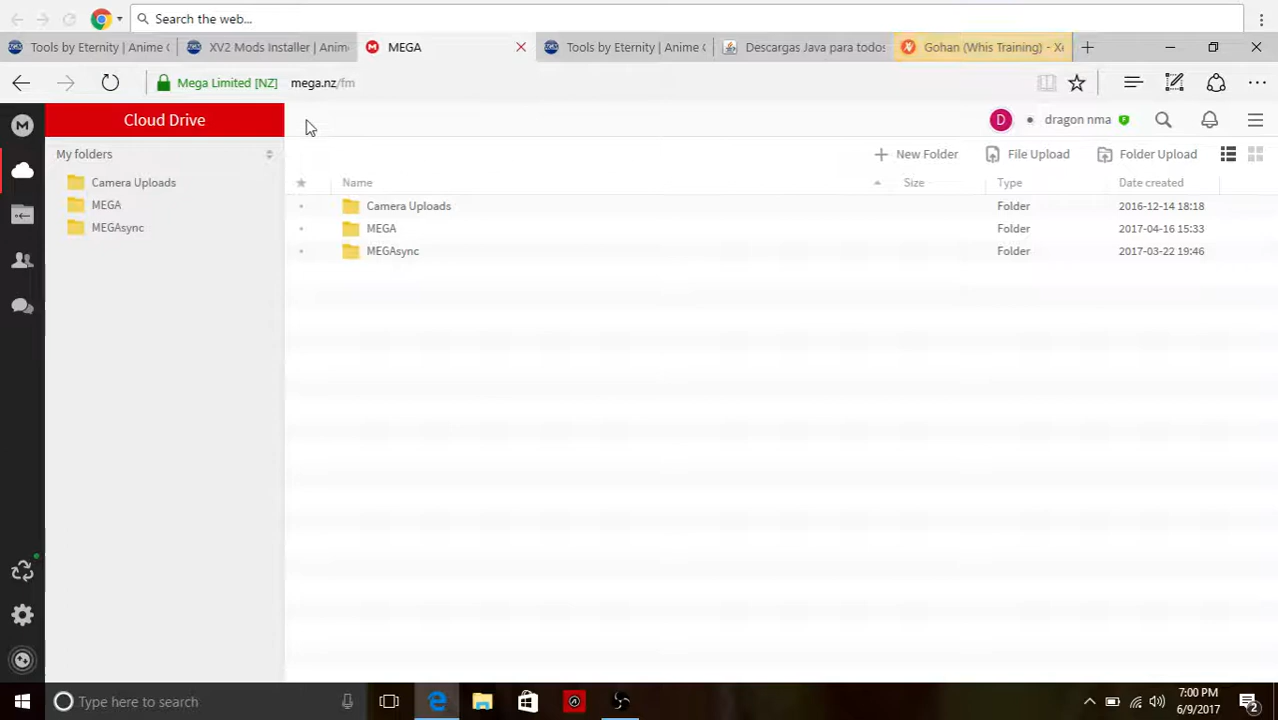 Search the web...
Tools by Eternity | Anime
XV2 Mods Installer | Anim
MEGA
Tools by Eternity | Anime
Descargas Java para todos
Gohan (Whis Training) - X
Mega Limited [NZ] mega.nz/fm
Cloud Drive
D dragon nma
My folders
New Folder
File Upload
Folder Upload
Camera Uploads
MEGA
MEGAsync
Name Size Type Date created
Camera Uploads Folder 2016-12-14 18:18
MEGA Folder 2017-04-16 15:33
MEGAsync Folder 2017-03-22 19:46
Type here to search
7:00 PM
6/9/2017
2